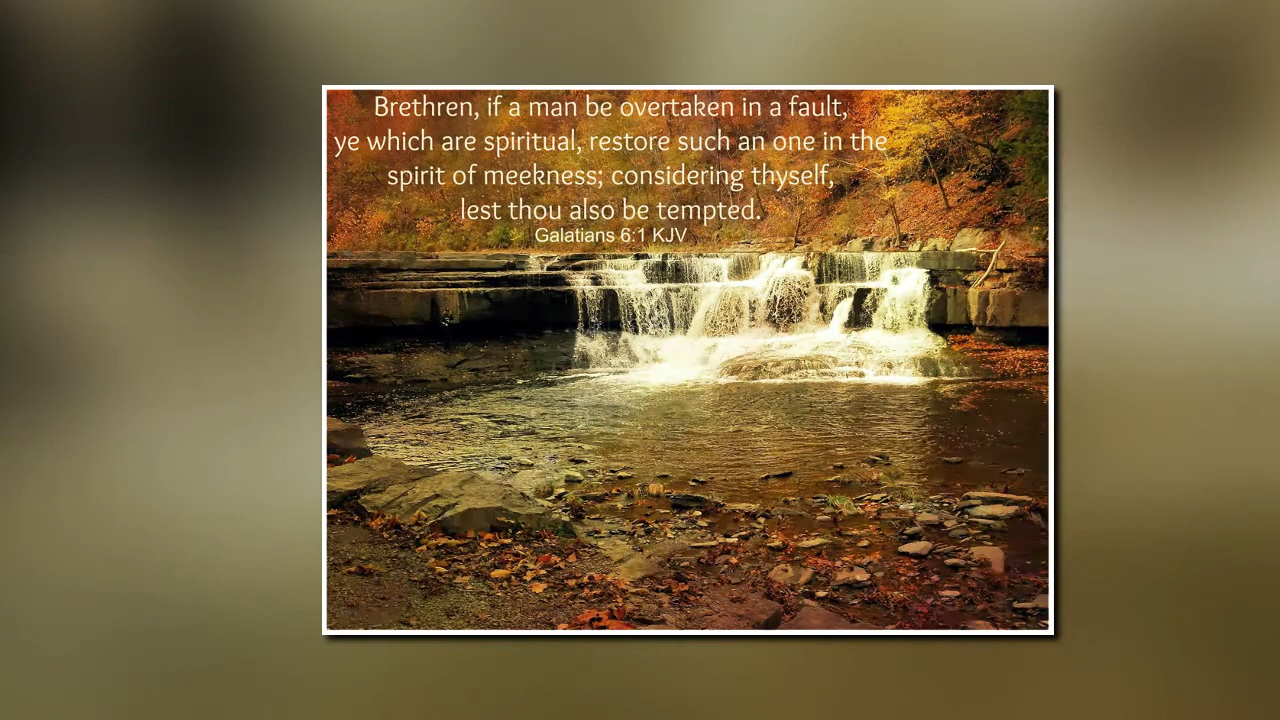 Brethren, if a man be overtaken in a fault,
ye which are spiritual, restore such an one in the
spirit of meekness; considering thyself,
lest thou also be tempted.
Galatians 6:1 KJV